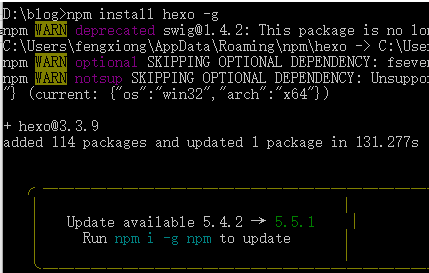 D:\blog>npm install hexo -g
npm WARN deprecated swig@1.4.2: This package is no lon
C:\Users\fengxiong\AppData\Roaming\npm\hexo -> C:\User
npm WARN optional SKIPPING OPTIONAL DEPENDENCY: fseven
npm WARN notsup SKIPPING OPTIONAL DEPENDENCY: Unsuppor
"} (current: {"os":"win32","arch":"x64"})
+ hexo@3.3.9
added 114 packages and updated 1 package in 131.277s
Update available 5.4.2 → 5.5.1
Run npm i -g npm to update